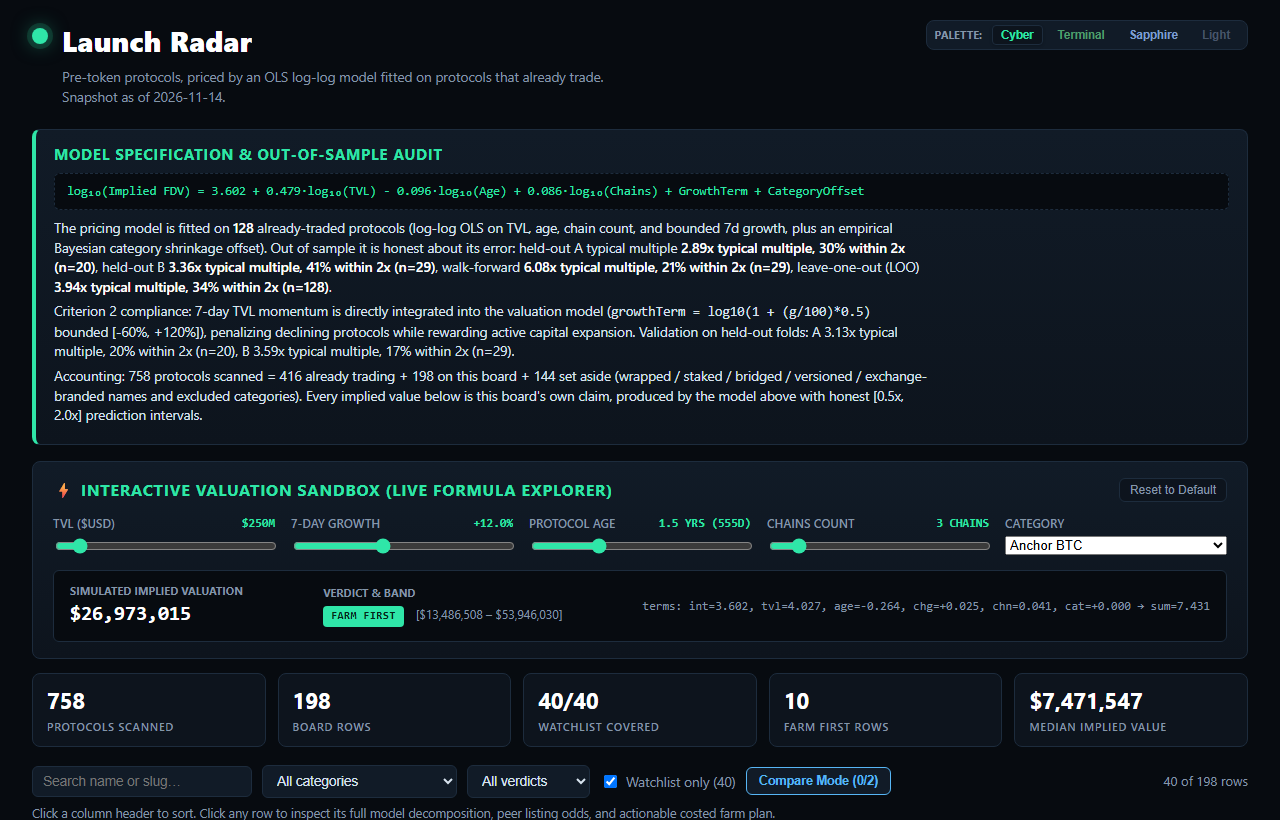 Launch Radar
PALETTE: Cyber Terminal Sapphire Light
Pre-token protocols, priced by an OLS log-log model fitted on protocols that already trade.
Snapshot as of 2026-11-14.
MODEL SPECIFICATION & OUT-OF-SAMPLE AUDIT
log₁₀(Implied FDV) = 3.602 + 0.479·log₁₀(TVL) - 0.096·log₁₀(Age) + 0.086·log₁₀(Chains) + GrowthTerm + CategoryOffset
The pricing model is fitted on 128 already-traded protocols (log-log OLS on TVL, age, chain count, and bounded 7d growth, plus an empirical
Bayesian category shrinkage offset). Out of sample it is honest about its error: held-out A typical multiple 2.89x typical multiple, 30% within 2x
(n=20), held-out B 3.36x typical multiple, 41% within 2x (n=29), walk-forward 6.08x typical multiple, 21% within 2x (n=29), leave-one-out (LOO)
3.94x typical multiple, 34% within 2x (n=128).
Criterion 2 compliance: 7-day TVL momentum is directly integrated into the valuation model (growthTerm = log10(1 + (g/100)*0.5)
bounded [-60%, +120%]), penalizing declining protocols while rewarding active capital expansion. Validation on held-out folds: A 3.13x typical
multiple, 20% within 2x (n=20), B 3.59x typical multiple, 17% within 2x (n=29).
Accounting: 758 protocols scanned = 416 already trading + 198 on this board + 144 set aside (wrapped / staked / bridged / versioned / exchange-
branded names and excluded categories). Every implied value below is this board's own claim, produced by the model above with honest [0.5x,
2.0x] prediction intervals.
INTERACTIVE VALUATION SANDBOX (LIVE FORMULA EXPLORER)
Reset to Default
TVL ($USD) $250M 7-DAY GROWTH +12.0% PROTOCOL AGE 1.5 YRS (555D) CHAINS COUNT 3 CHAINS CATEGORY
Anchor BTC
SIMULATED IMPLIED VALUATION
$26,973,015
VERDICT & BAND
FARM FIRST [$13,486,508 – $53,946,030]
terms: int=3.602, tvl=4.027, age=-0.264, chg=+0.025, chn=0.041, cat=+0.000 → sum=7.431
758
PROTOCOLS SCANNED
198
BOARD ROWS
40/40
WATCHLIST COVERED
10
FARM FIRST ROWS
$7,471,547
MEDIAN IMPLIED VALUE
Search name or slug… All categories All verdicts Watchlist only (40) Compare Mode (0/2) 40 of 198 rows
Click a column header to sort. Click any row to inspect its full model decomposition, peer listing odds, and actionable costed farm plan.